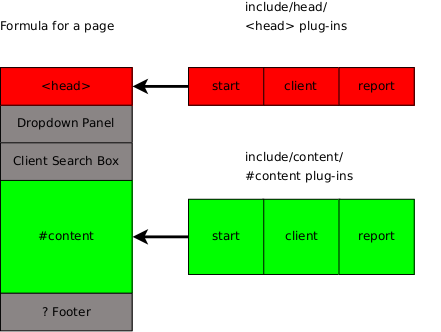 Formula for a page
include/head/
<head> plug-ins
<head>
start
client
report
Dropdown Panel
Client Search Box
include/content/
#content plug-ins
#content
start
client
report
? Footer